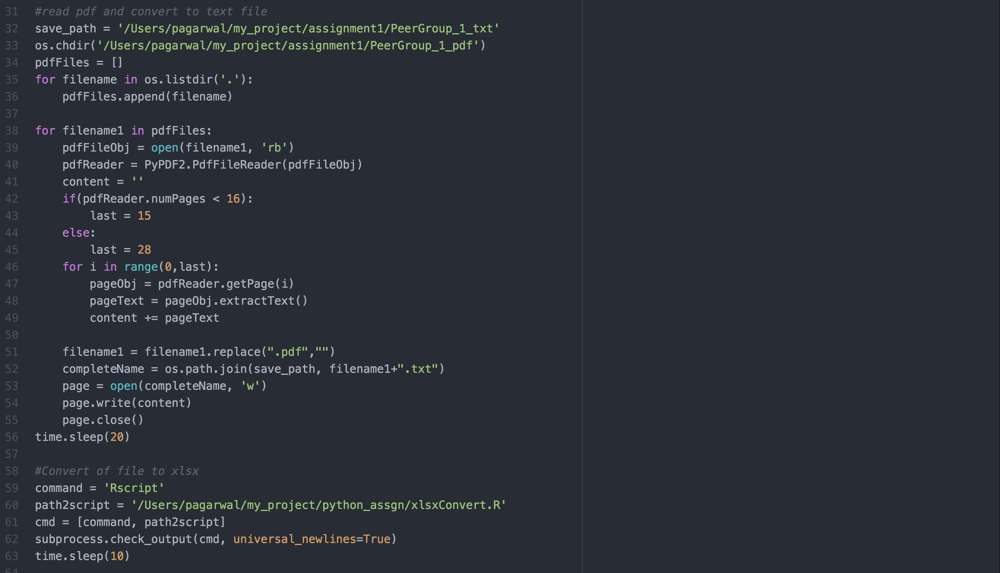 31 #read pdf and convert to text file
32 save_path = '/Users/pagarwal/my_project/assignment1/PeerGroup_1_txt'
33 os.chdir('/Users/pagarwal/my_project/assignment1/PeerGroup_1_pdf')
34 pdfFiles = []
35 for filename in os.listdir('.'):
36     pdfFiles.append(filename)
37
38 for filename1 in pdfFiles:
39     pdfFileObj = open(filename1, 'rb')
40     pdfReader = PyPDF2.PdfFileReader(pdfFileObj)
41     content = ''
42     if(pdfReader.numPages < 16):
43         last = 15
44     else:
45         last = 28
46     for i in range(0,last):
47         pageObj = pdfReader.getPage(i)
48         pageText = pageObj.extractText()
49         content += pageText
50
51     filename1 = filename1.replace(".pdf","")
52     completeName = os.path.join(save_path, filename1+".txt")
53     page = open(completeName, 'w')
54     page.write(content)
55     page.close()
56 time.sleep(20)
57
58 #Convert of file to xlsx
59 command = 'Rscript'
60 path2script = '/Users/pagarwal/my_project/python_assgn/xlsxConvert.R'
61 cmd = [command, path2script]
62 subprocess.check_output(cmd, universal_newlines=True)
63 time.sleep(10)
64